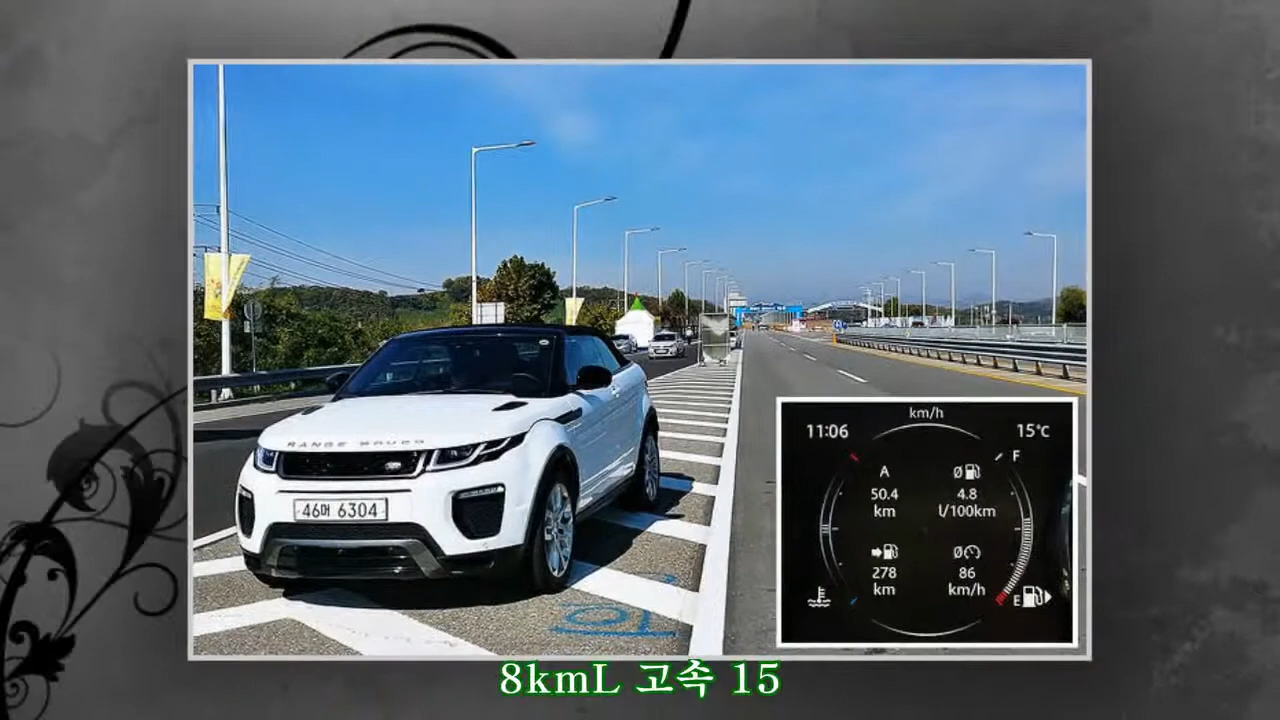 RANGE ROVER
46머 6304
km/h
11:06
15℃
F
A
50.4
km
Ø
4.8
l/100km
278
km
Ø
86
km/h
E
8kmL 고속 15